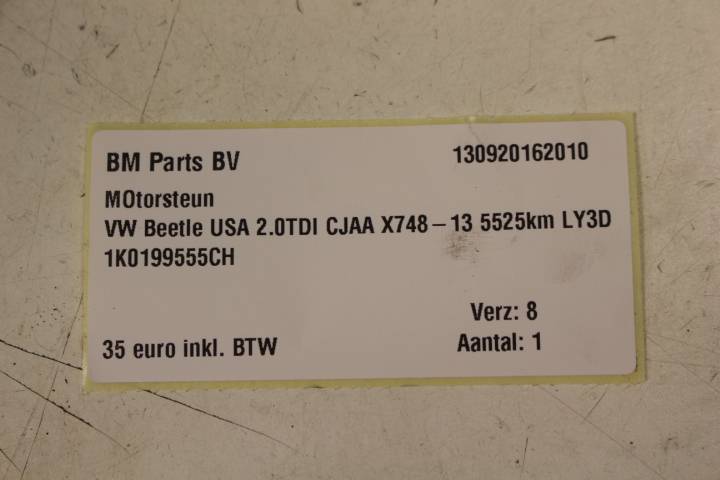 BM Parts BV 130920162010
MOtorsteun
VW Beetle USA 2.0TDI CJAA X748-13 5525km LY3D
1K0199555CH
Verz: 8
35 euro inkl. BTW Aantal: 1